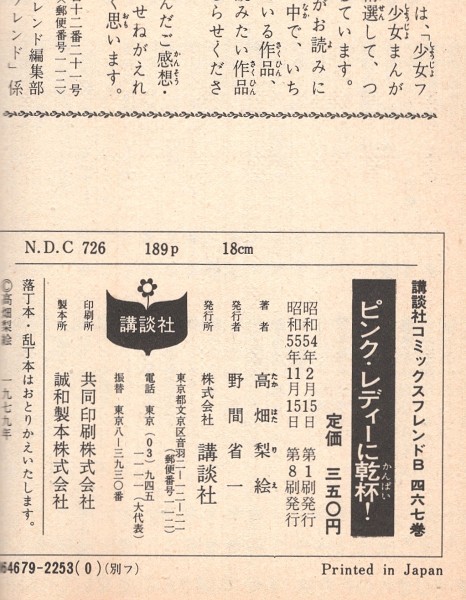 は、「少女フ
少女まんが
精選して、つ
ています。
がお読みに
中で、いち
いる作品、
読みたい作品
らせくださ
んだご感想・
せねがえれ
く思います。
十二番二十一号
郵便番号一一二
レンド編集部
フレンド」係
N.D.C 726 189p 18cm
講談社コミックスフレンドB 四六七巻
ピンク・レディーに乾杯!
定価 三五〇円
昭和54年2月15日 第1刷発行
昭和55年11月15日 第8刷発行
著者 高畑梨絵
発行者 野間省一
発行所 株式会社 講談社
東京都文京区音羽二ー一二ー二一
(郵便番号一一二)
電話 東京(03)九四五
一一一一(大代表)
振替 東京八ー三九三〇番
講談社
印刷所 共同印刷株式会社
製本所 誠和製本株式会社
落丁本・乱丁本はおとりかえいたします。
©高畑梨絵 一九七九年
64679-2253(0)(別フ)
Printed in Japan